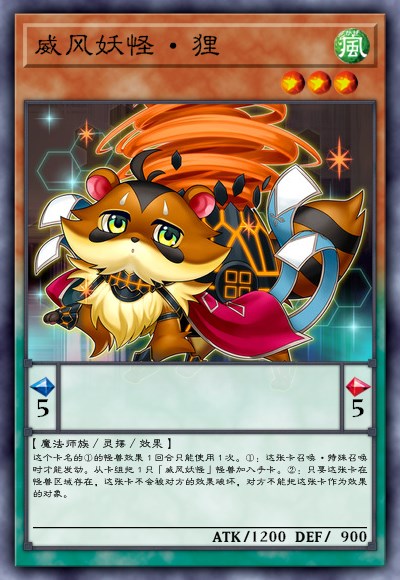 威风妖怪·狸
風
5
5
【魔法师族／灵摆／效果】
这个卡名的①的怪兽效果1回合只能使用1次。①：这张卡召唤·特殊召唤
时才能发动。从卡组把1只「威风妖怪」怪兽加入手卡。②：只要这张卡在
怪兽区域存在，这张卡不会被对方的效果破坏，对方不能把这张卡作为效果
的对象。
ATK/1200 DEF/ 900